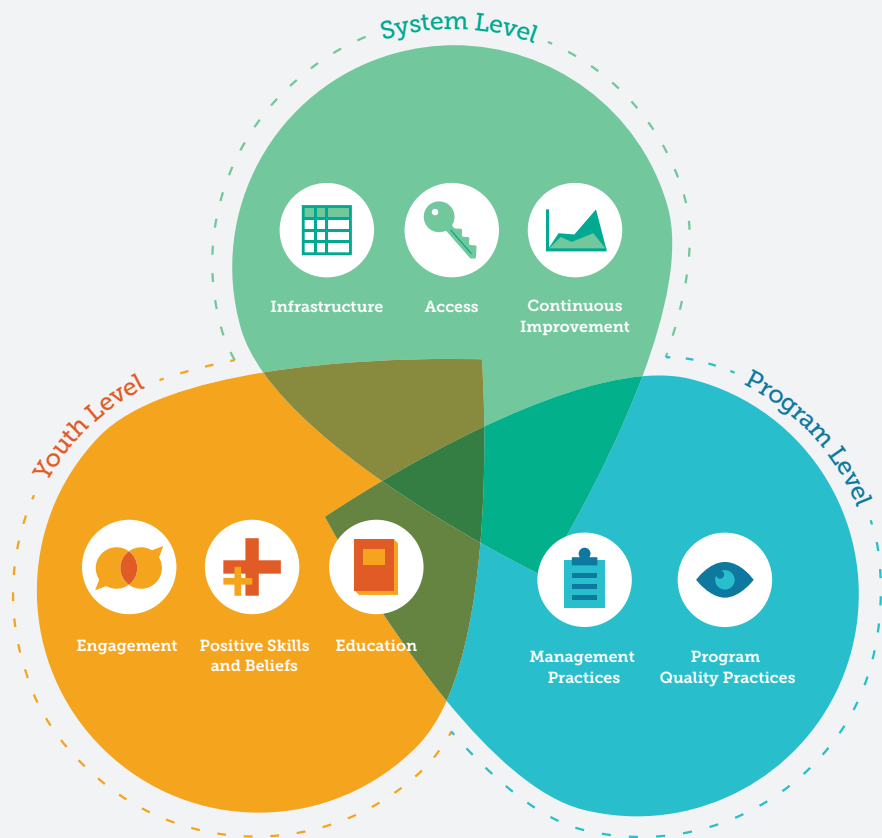 System Level
Infrastructure
Access
Continuous
Improvement
Youth Level
Program Level
Engagement
Positive Skills
and Beliefs
Education
Management
Practices
Program
Quality Practices